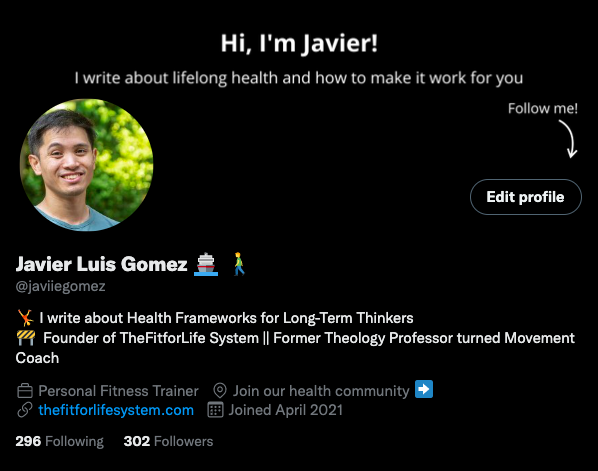 Hi, I'm Javier!
I write about lifelong health and how to make it work for you
Follow me!
Edit profile
Javier Luis Gomez 🚢 🚶‍♂️
@javiiegomez
🤸 I write about Health Frameworks for Long-Term Thinkers
🚧 Founder of TheFitforLife System || Former Theology Professor turned Movement
Coach
Personal Fitness Trainer Join our health community ➡️
thefitforlifesystem.com Joined April 2021
296 Following 302 Followers